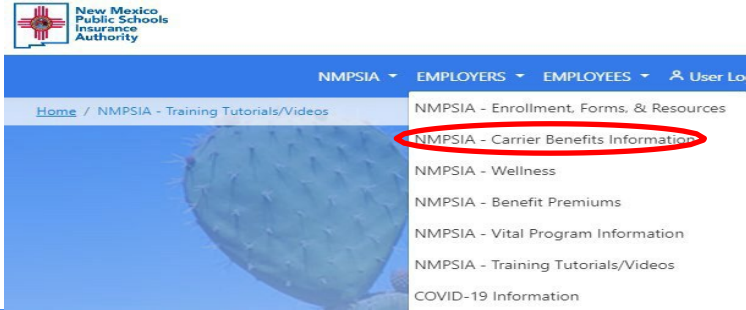 New Mexico
Public Schools
Insurance
Authority
NMPSIA EMPLOYERS EMPLOYEES User Lo
Home / NMPSIA - Training Tutorials/Videos
NMPSIA - Enrollment, Forms, & Resources
NMPSIA - Carrier Benefits Information
NMPSIA - Wellness
NMPSIA - Benefit Premiums
NMPSIA - Vital Program Information
NMPSIA - Training Tutorials/Videos
COVID-19 Information